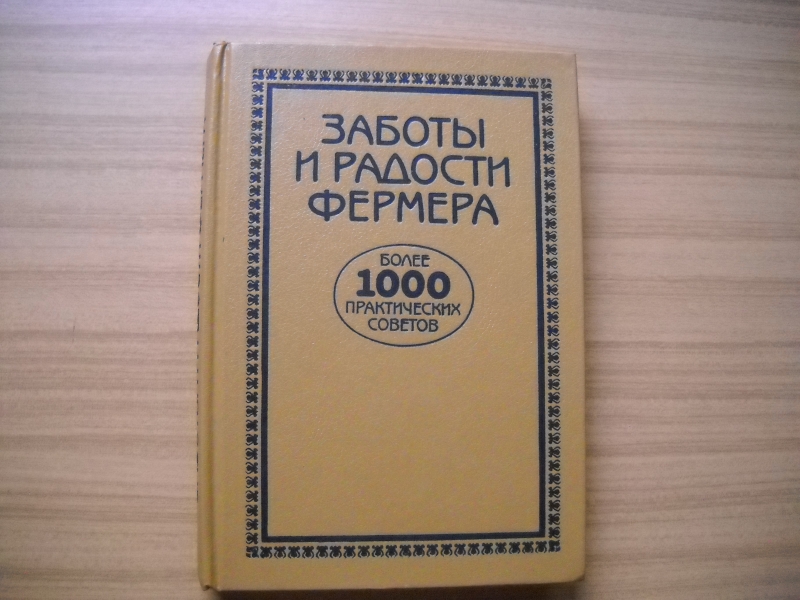 ЗАБОТЫ
И РАДОСТИ
ФЕРМЕРА
БОЛЕЕ
1000
ПРАКТИЧЕСКИХ
СОВЕТОВ